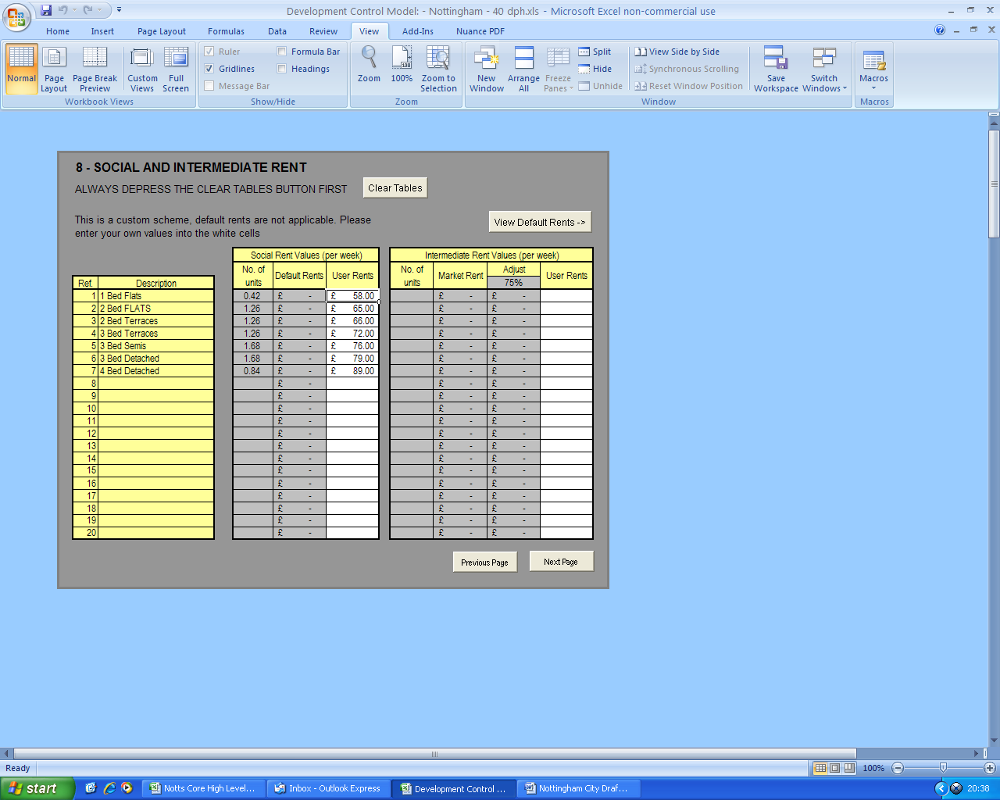 Development Control Model: - Nottingham - 40 dph.xls - Microsoft Excel non-commercial use
Home Insert Page Layout Formulas Data Review View Add-Ins Nuance PDF
Normal
Page Layout
Page Break Preview
Custom Views
Full Screen
Workbook Views
Ruler
Gridlines
Message Bar
Formula Bar
Headings
Show/Hide
Zoom
100%
Zoom to Selection
Zoom
New Window
Arrange All
Freeze Panes
Split
Hide
Unhide
View Side by Side
Synchronous Scrolling
Reset Window Position
Window
Save Workspace
Switch Windows
Macros
Macros
8 - SOCIAL AND INTERMEDIATE RENT
ALWAYS DEPRESS THE CLEAR TABLES BUTTON FIRST
Clear Tables
This is a custom scheme, default rents are not applicable. Please
enter your own values into the white cells
View Default Rents ->
Social Rent Values (per week) Intermediate Rent Values (per week)
Ref. Description No. of units Default Rents User Rents No. of units Market Rent Adjust 75% User Rents
1 1 Bed Flats 0.42 £ - £ 58.00 £ - £ -
2 2 Bed FLATS 1.26 £ - £ 65.00 £ - £ -
3 2 Bed Terraces 1.26 £ - £ 66.00 £ - £ -
4 3 Bed Terraces 1.26 £ - £ 72.00 £ - £ -
5 3 Bed Semis 1.68 £ - £ 76.00 £ - £ -
6 3 Bed Detached 1.68 £ - £ 79.00 £ - £ -
7 4 Bed Detached 0.84 £ - £ 89.00 £ - £ -
8 £ - £ - £ -
9 £ - £ - £ -
10 £ - £ - £ -
11 £ - £ - £ -
12 £ - £ - £ -
13 £ - £ - £ -
14 £ - £ - £ -
15 £ - £ - £ -
16 £ - £ - £ -
17 £ - £ - £ -
18 £ - £ - £ -
19 £ - £ - £ -
20 £ - £ - £ -
Previous Page Next Page
Ready 100%
start Notts Core High Level... Inbox - Outlook Express Development Control ... Nottingham City Draf... 20:38